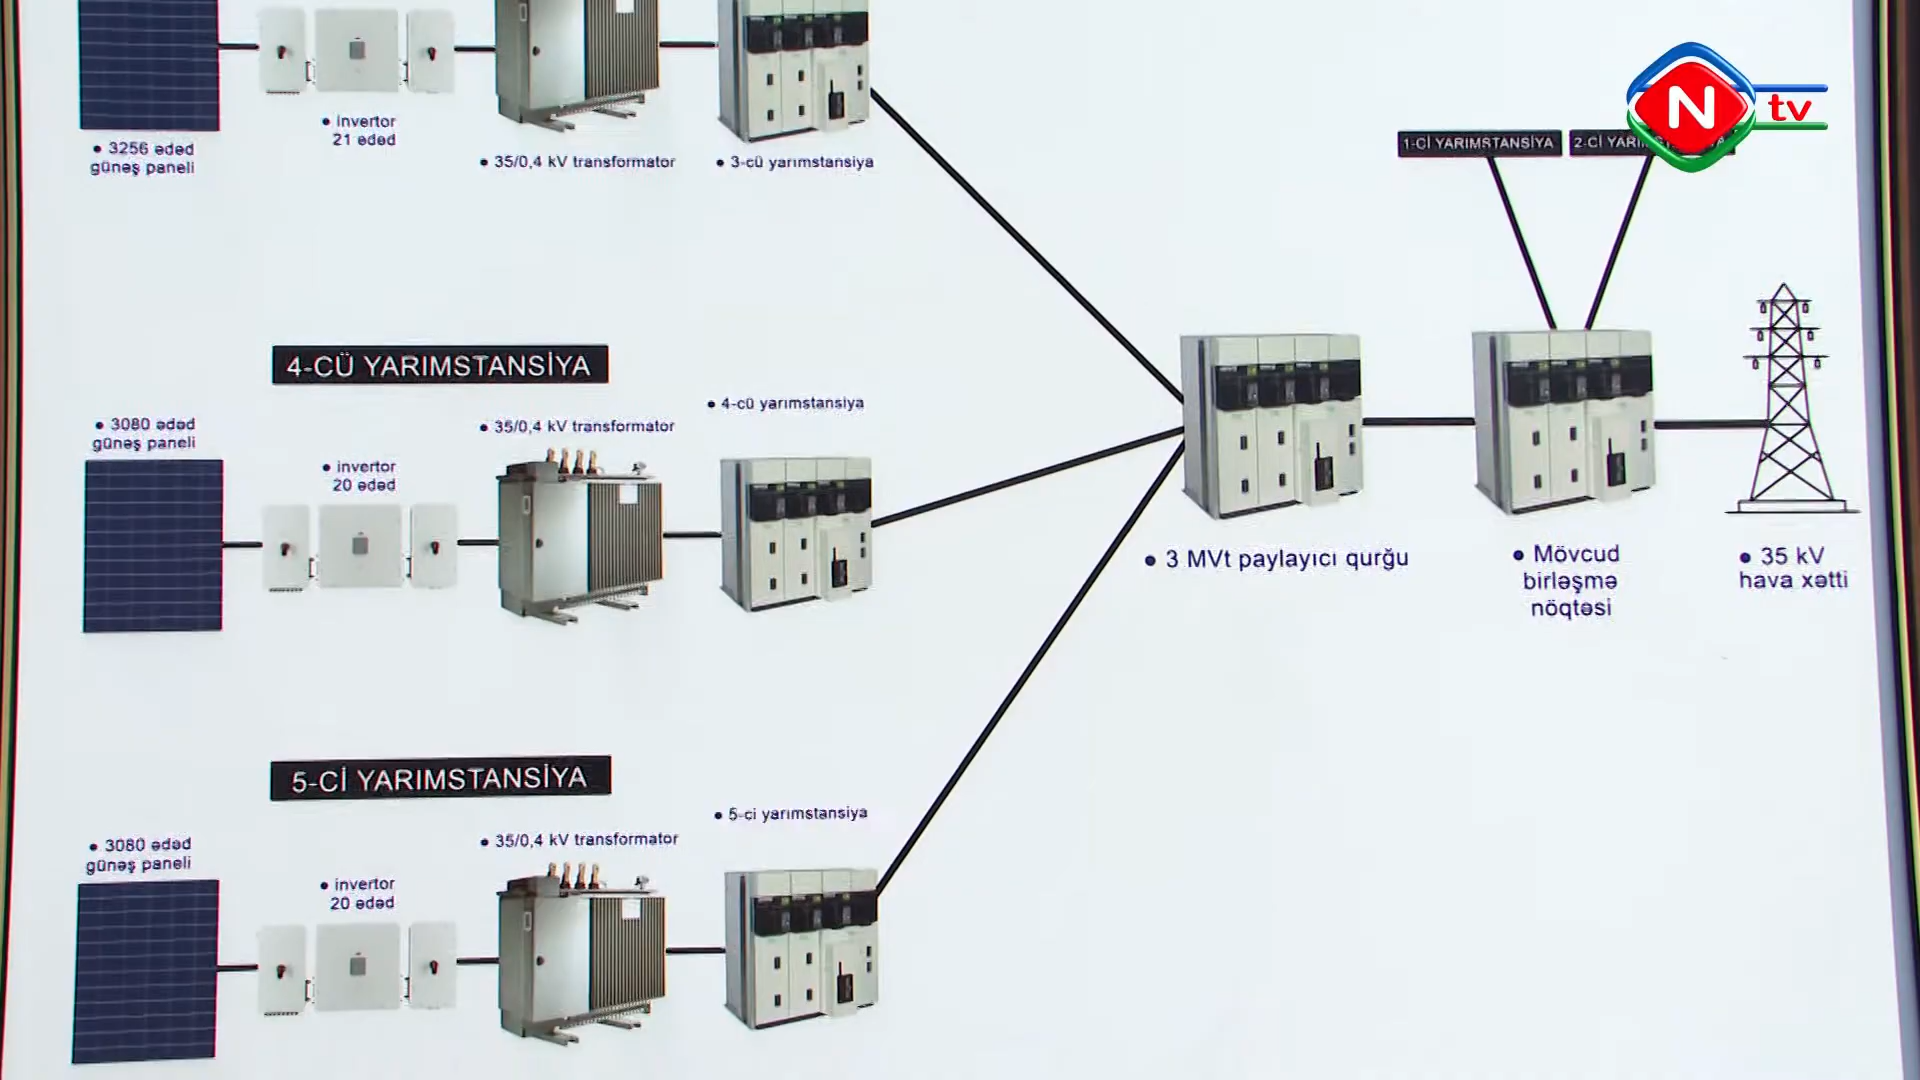 N tv
1-Cİ YARIMSTANSİYA
• 3256 ədəd
günəş paneli
• invertor
21 ədəd
• 35/0,4 kV transformator
• 3-cü yarımstansiya
4-CÜ YARIMSTANSİYA
• 3080 ədəd
günəş paneli
• invertor
20 ədəd
• 35/0,4 kV transformator
• 4-cü yarımstansiya
• 3 MVt paylayıcı qurğu
• Mövcud
birləşmə
nöqtəsi
• 35 kV
hava xətti
5-Cİ YARIMSTANSİYA
• 3080 ədəd
günəş paneli
• invertor
20 ədəd
• 35/0,4 kV transformator
• 5-ci yarımstansiya